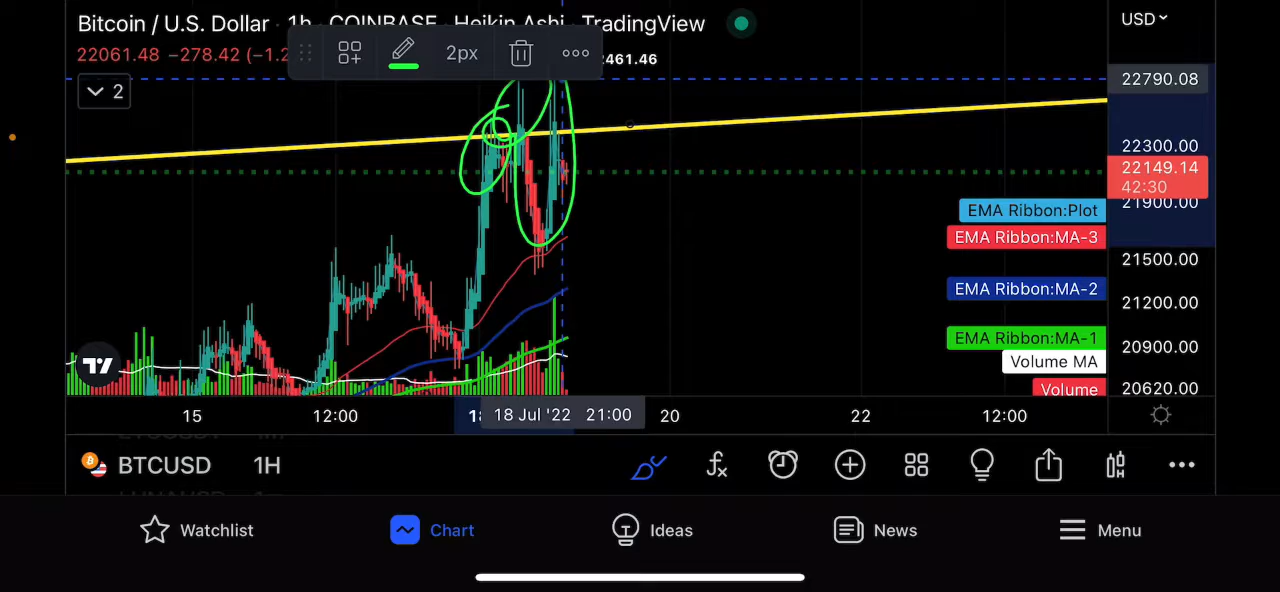 Bitcoin / U.S. Dollar · 1h · COINBASE · Heikin Ashi · TradingView
22061.48 −278.42 (−1.2
2461.46
2px
2
USD
22790.08
22300.00
22149.14
42:30
21900.00
EMA Ribbon:Plot
EMA Ribbon:MA-3
21500.00
EMA Ribbon:MA-2
21200.00
EMA Ribbon:MA-1
20900.00
Volume MA
Volume
20620.00
15
12:00
18 Jul '22 21:00
20
22
12:00
BTCUSD 1H
Watchlist
Chart
Ideas
News
Menu